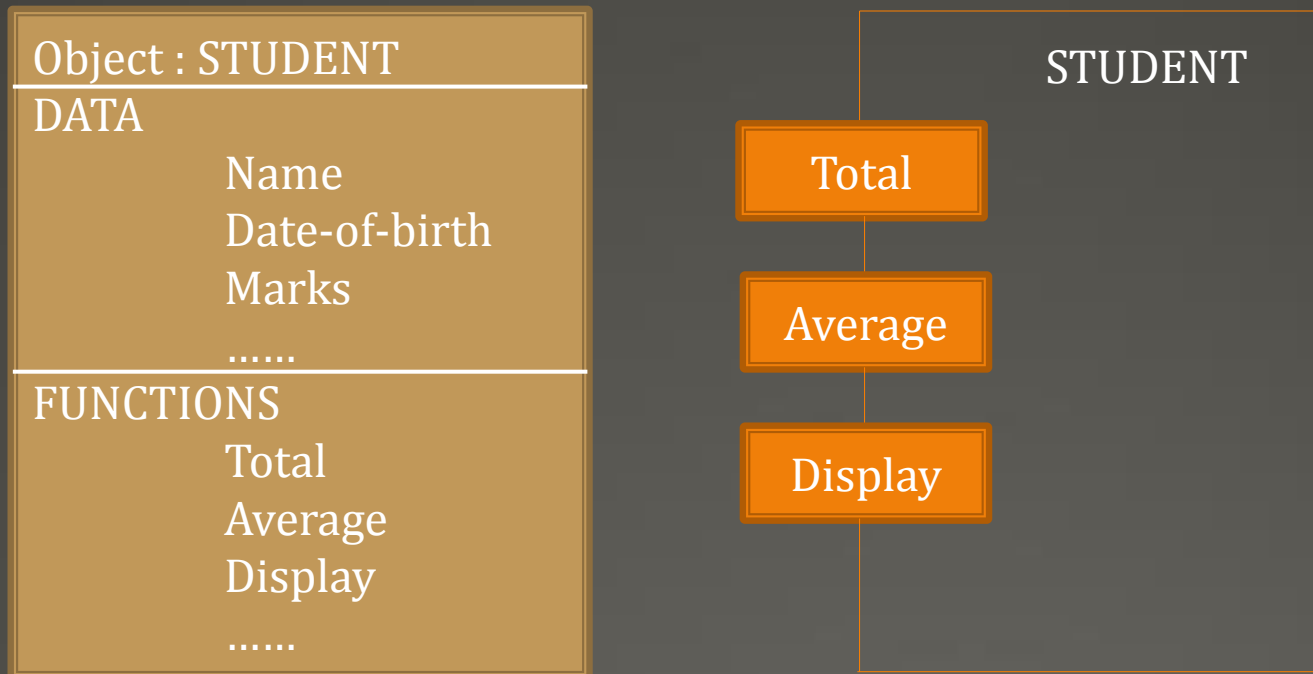 Object : STUDENT
DATA
Name
Date-of-birth
Marks
……
FUNCTIONS
Total
Average
Display
……
STUDENT
Total
Average
Display